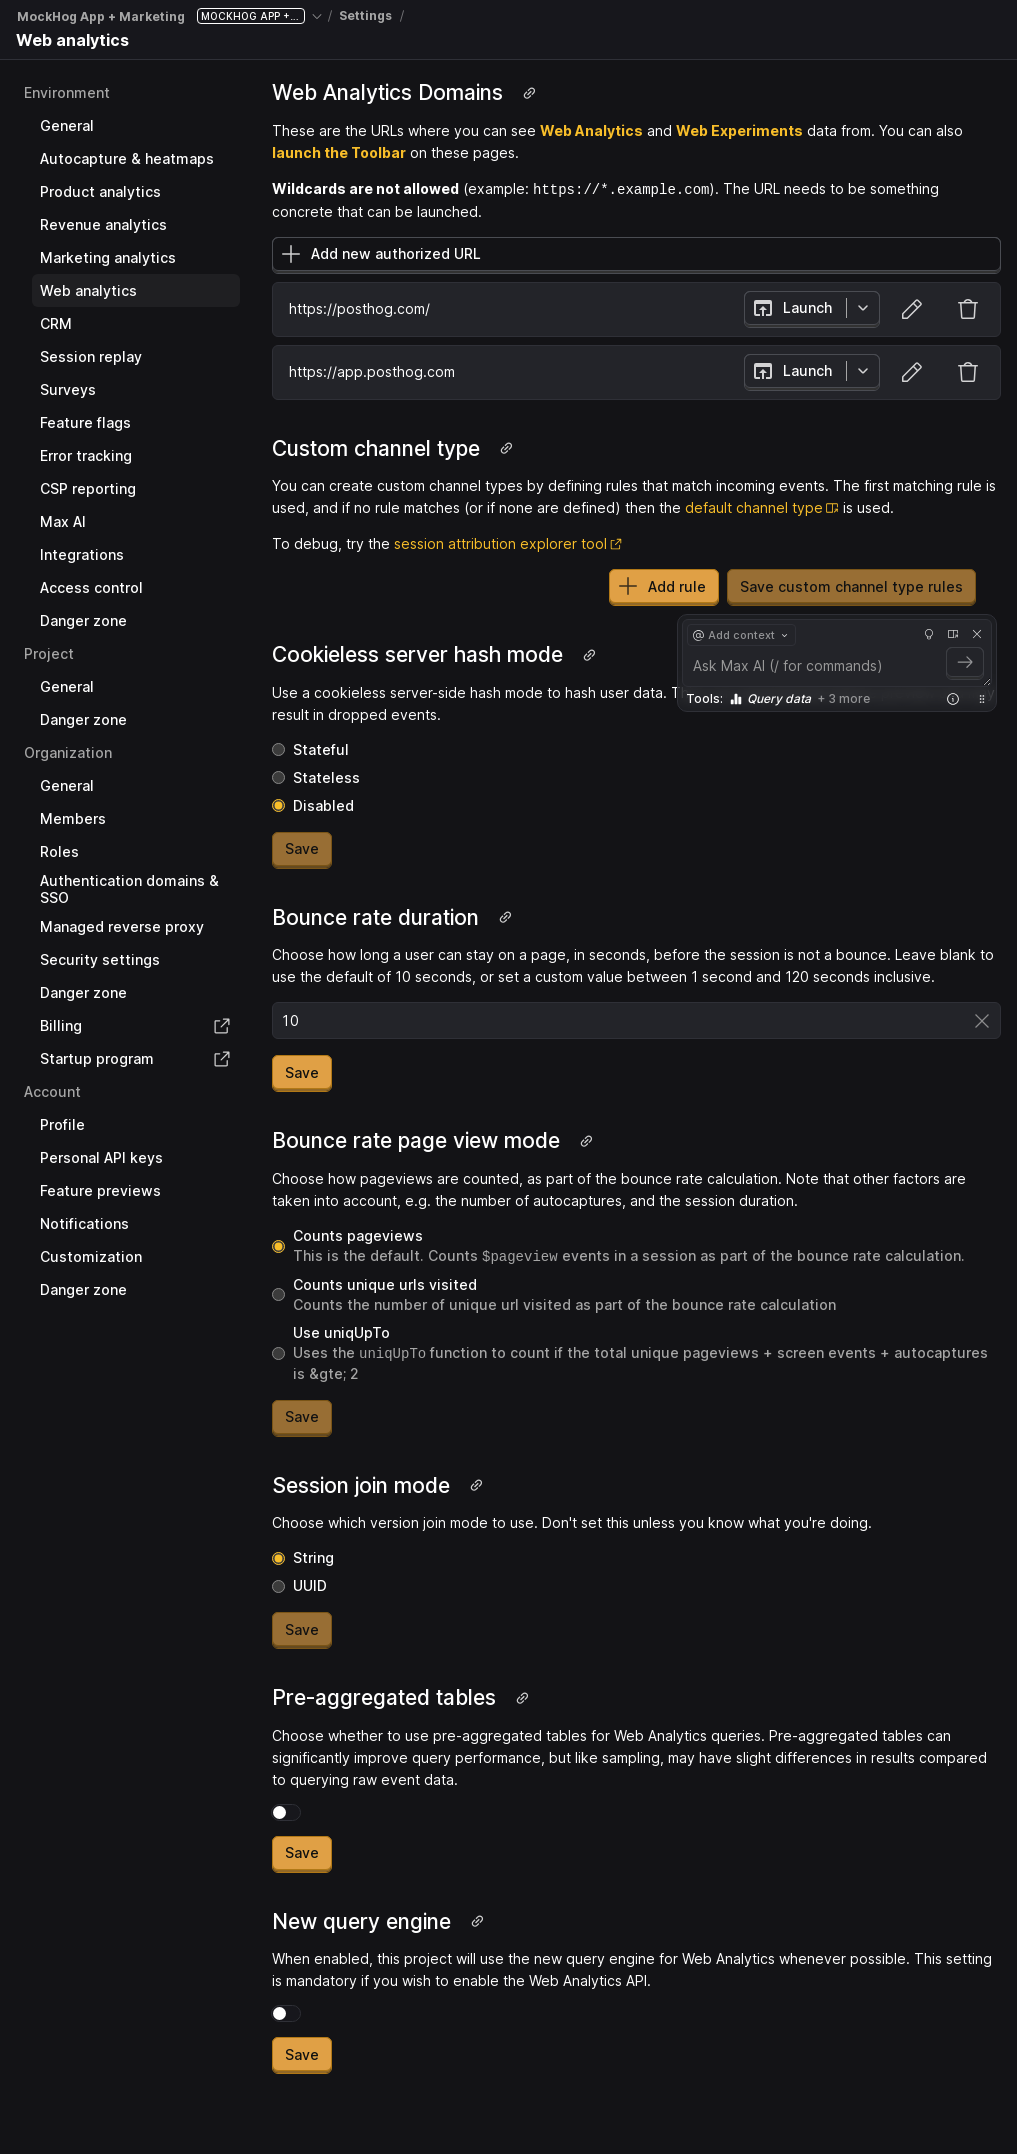 MockHog App + Marketing MOCKHOG APP +... / Settings /
Web analytics
Environment
General
Autocapture & heatmaps
Product analytics
Revenue analytics
Marketing analytics
Web analytics
CRM
Session replay
Surveys
Feature flags
Error tracking
CSP reporting
Max AI
Integrations
Access control
Danger zone
Project
General
Danger zone
Organization
General
Members
Roles
Authentication domains &
SSO
Managed reverse proxy
Security settings
Danger zone
Billing
Startup program
Account
Profile
Personal API keys
Feature previews
Notifications
Customization
Danger zone
Web Analytics Domains
These are the URLs where you can see Web Analytics and Web Experiments data from. You can also
launch the Toolbar on these pages.
Wildcards are not allowed (example: https://*.example.com). The URL needs to be something
concrete that can be launched.
Add new authorized URL
https://posthog.com/ Launch
https://app.posthog.com Launch
Custom channel type
You can create custom channel types by defining rules that match incoming events. The first matching rule is
used, and if no rule matches (or if none are defined) then the default channel type is used.
To debug, try the session attribution explorer tool
Add rule Save custom channel type rules
@ Add context
Ask Max AI (/ for commands)
Tools: Query data + 3 more
Cookieless server hash mode
Use a cookieless server-side hash mode to hash user data.
result in dropped events.
Stateful
Stateless
Disabled
Save
Bounce rate duration
Choose how long a user can stay on a page, in seconds, before the session is not a bounce. Leave blank to
use the default of 10 seconds, or set a custom value between 1 second and 120 seconds inclusive.
10
Save
Bounce rate page view mode
Choose how pageviews are counted, as part of the bounce rate calculation. Note that other factors are
taken into account, e.g. the number of autocaptures, and the session duration.
Counts pageviews
This is the default. Counts $pageview events in a session as part of the bounce rate calculation.
Counts unique urls visited
Counts the number of unique url visited as part of the bounce rate calculation
Use uniqUpTo
Uses the uniqUpTo function to count if the total unique pageviews + screen events + autocaptures
is &gte; 2
Save
Session join mode
Choose which version join mode to use. Don't set this unless you know what you're doing.
String
UUID
Save
Pre-aggregated tables
Choose whether to use pre-aggregated tables for Web Analytics queries. Pre-aggregated tables can
significantly improve query performance, but like sampling, may have slight differences in results compared
to querying raw event data.
Save
New query engine
When enabled, this project will use the new query engine for Web Analytics whenever possible. This setting
is mandatory if you wish to enable the Web Analytics API.
Save